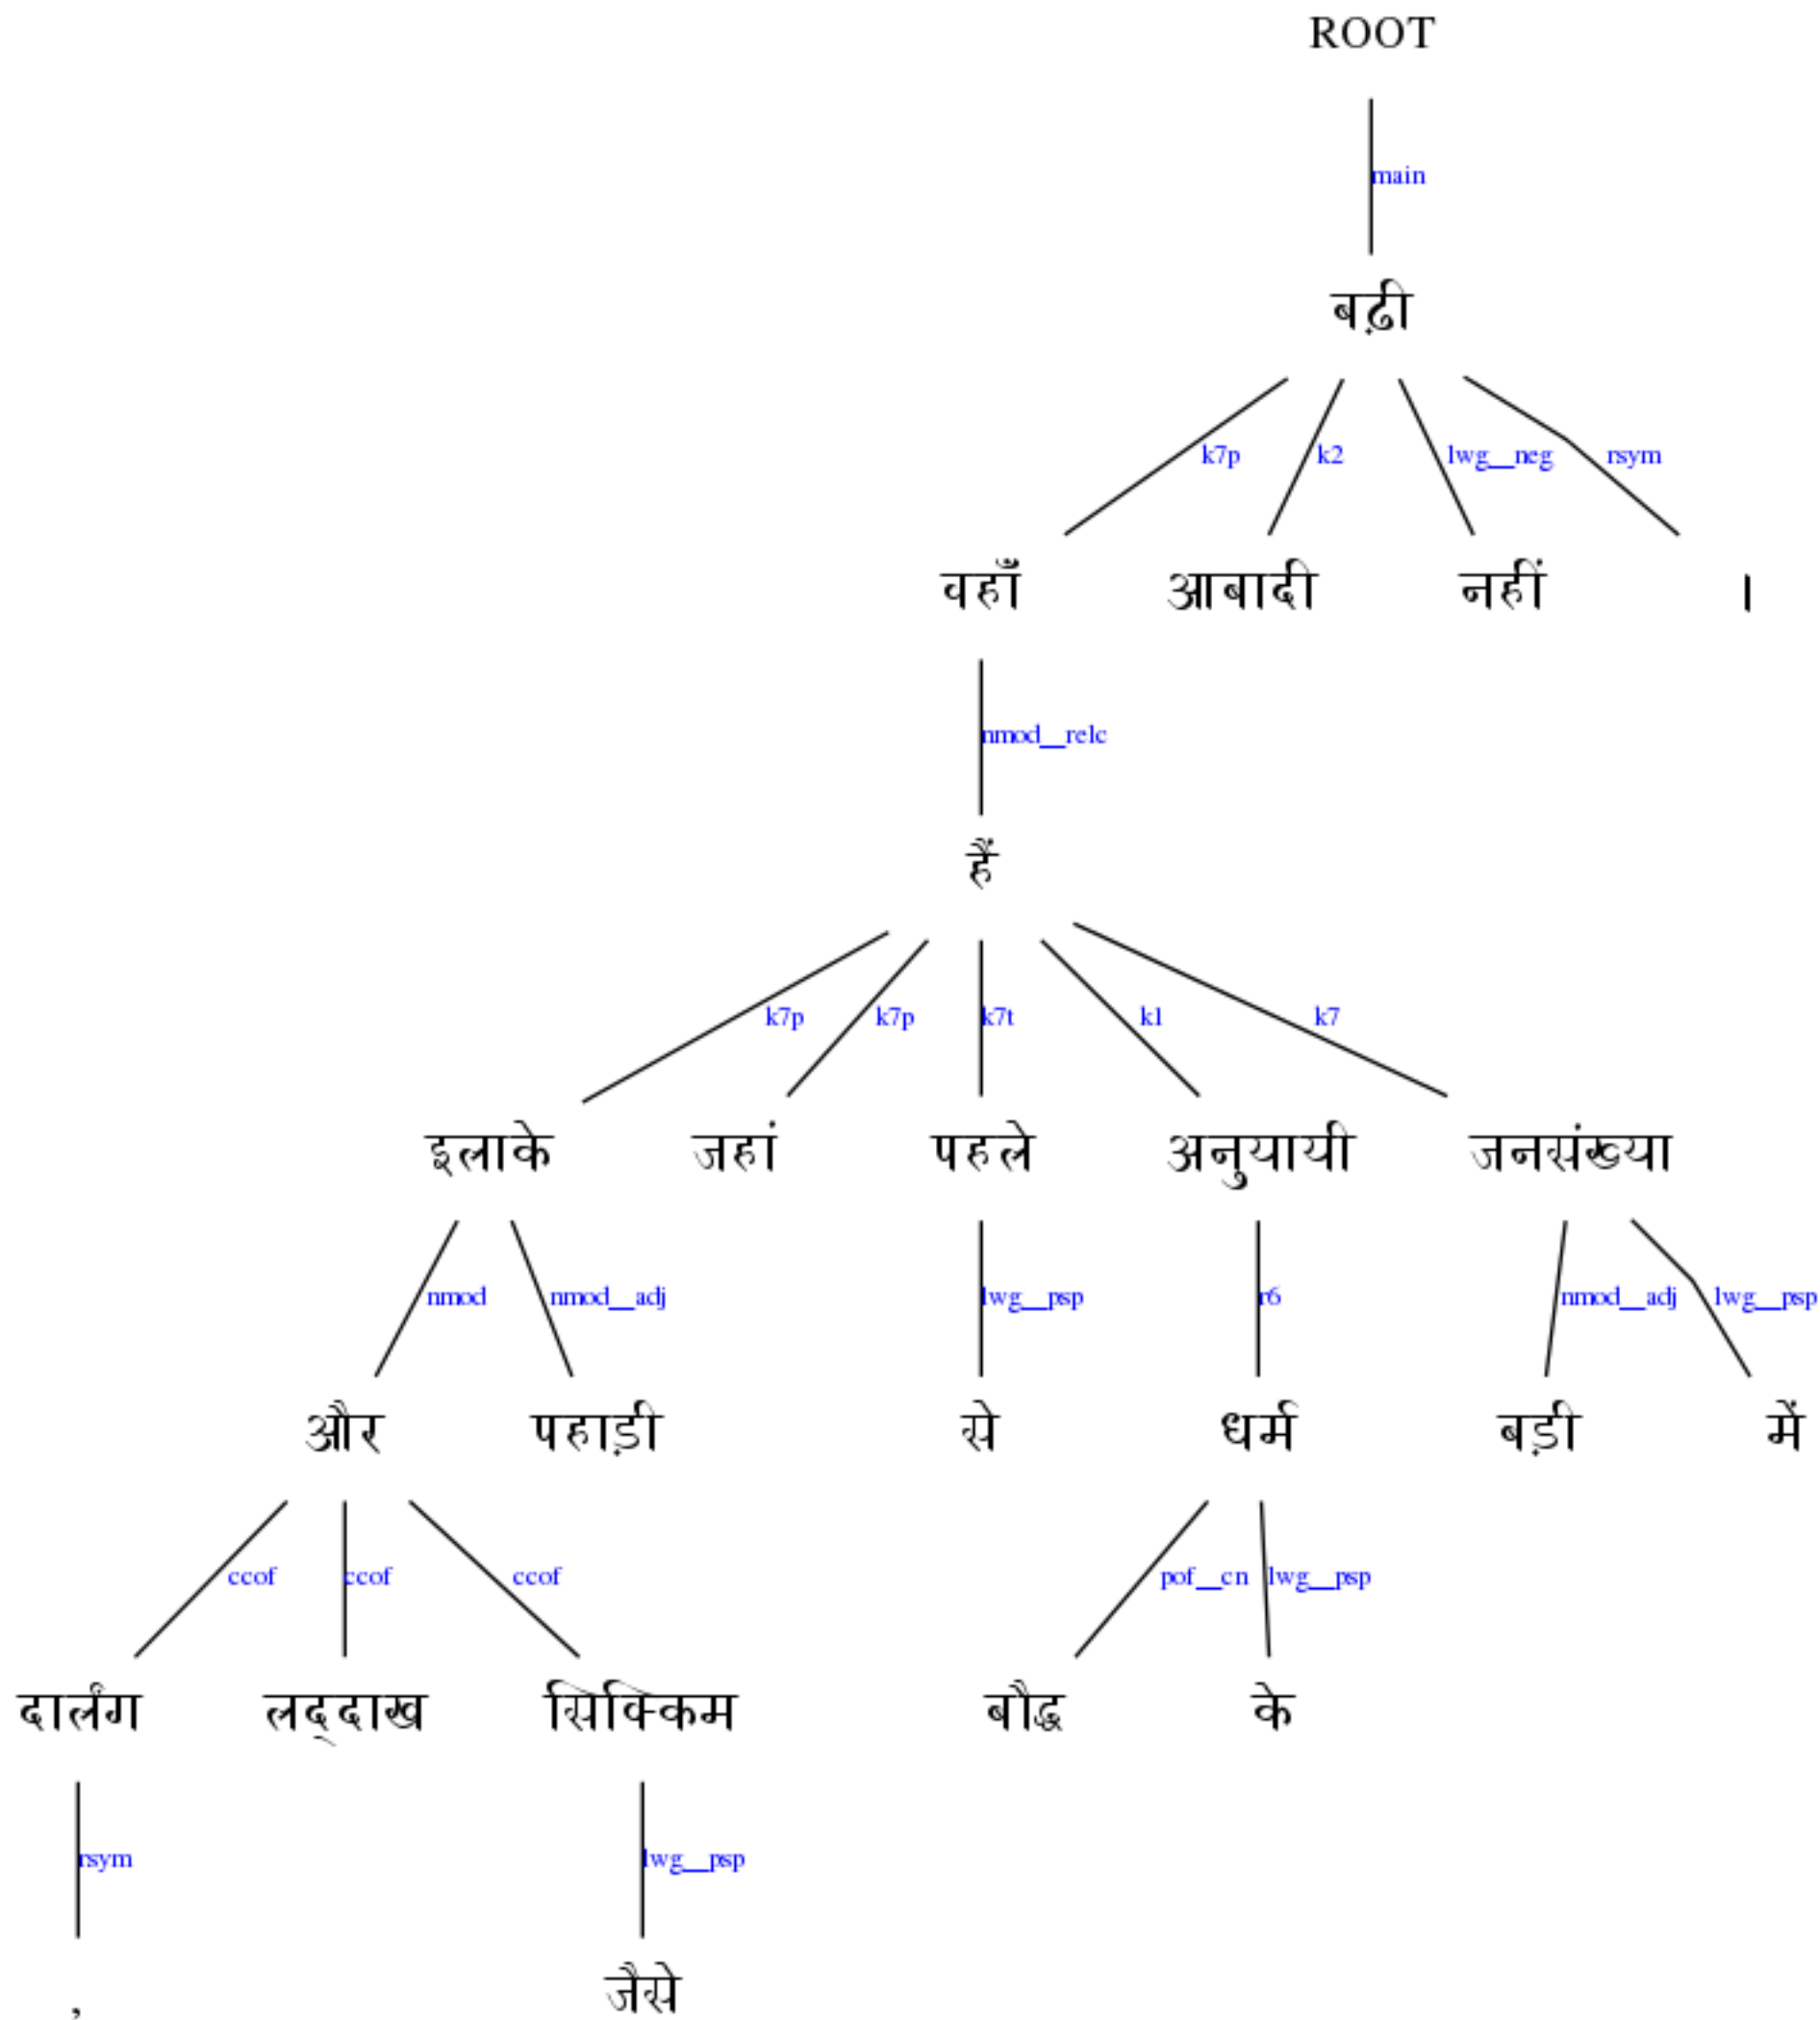 ROOT
main
बढ़ी
k7p k2 lwg__neg rsym
वहाँ आबादी नहीं ।
nmod__relc
हैं
k7p k7p k7t k1 k7
इलाके जहां पहले अनुयायी जनसंख्या
nmod nmod__adj lwg__psp r6 nmod__adj lwg__psp
और पहाड़ी से धर्म बड़ी में
ccof ccof ccof pof__cn lwg__psp
लद्दाख सिक्किम बौद्ध के
rsym lwg__psp
, जैसे